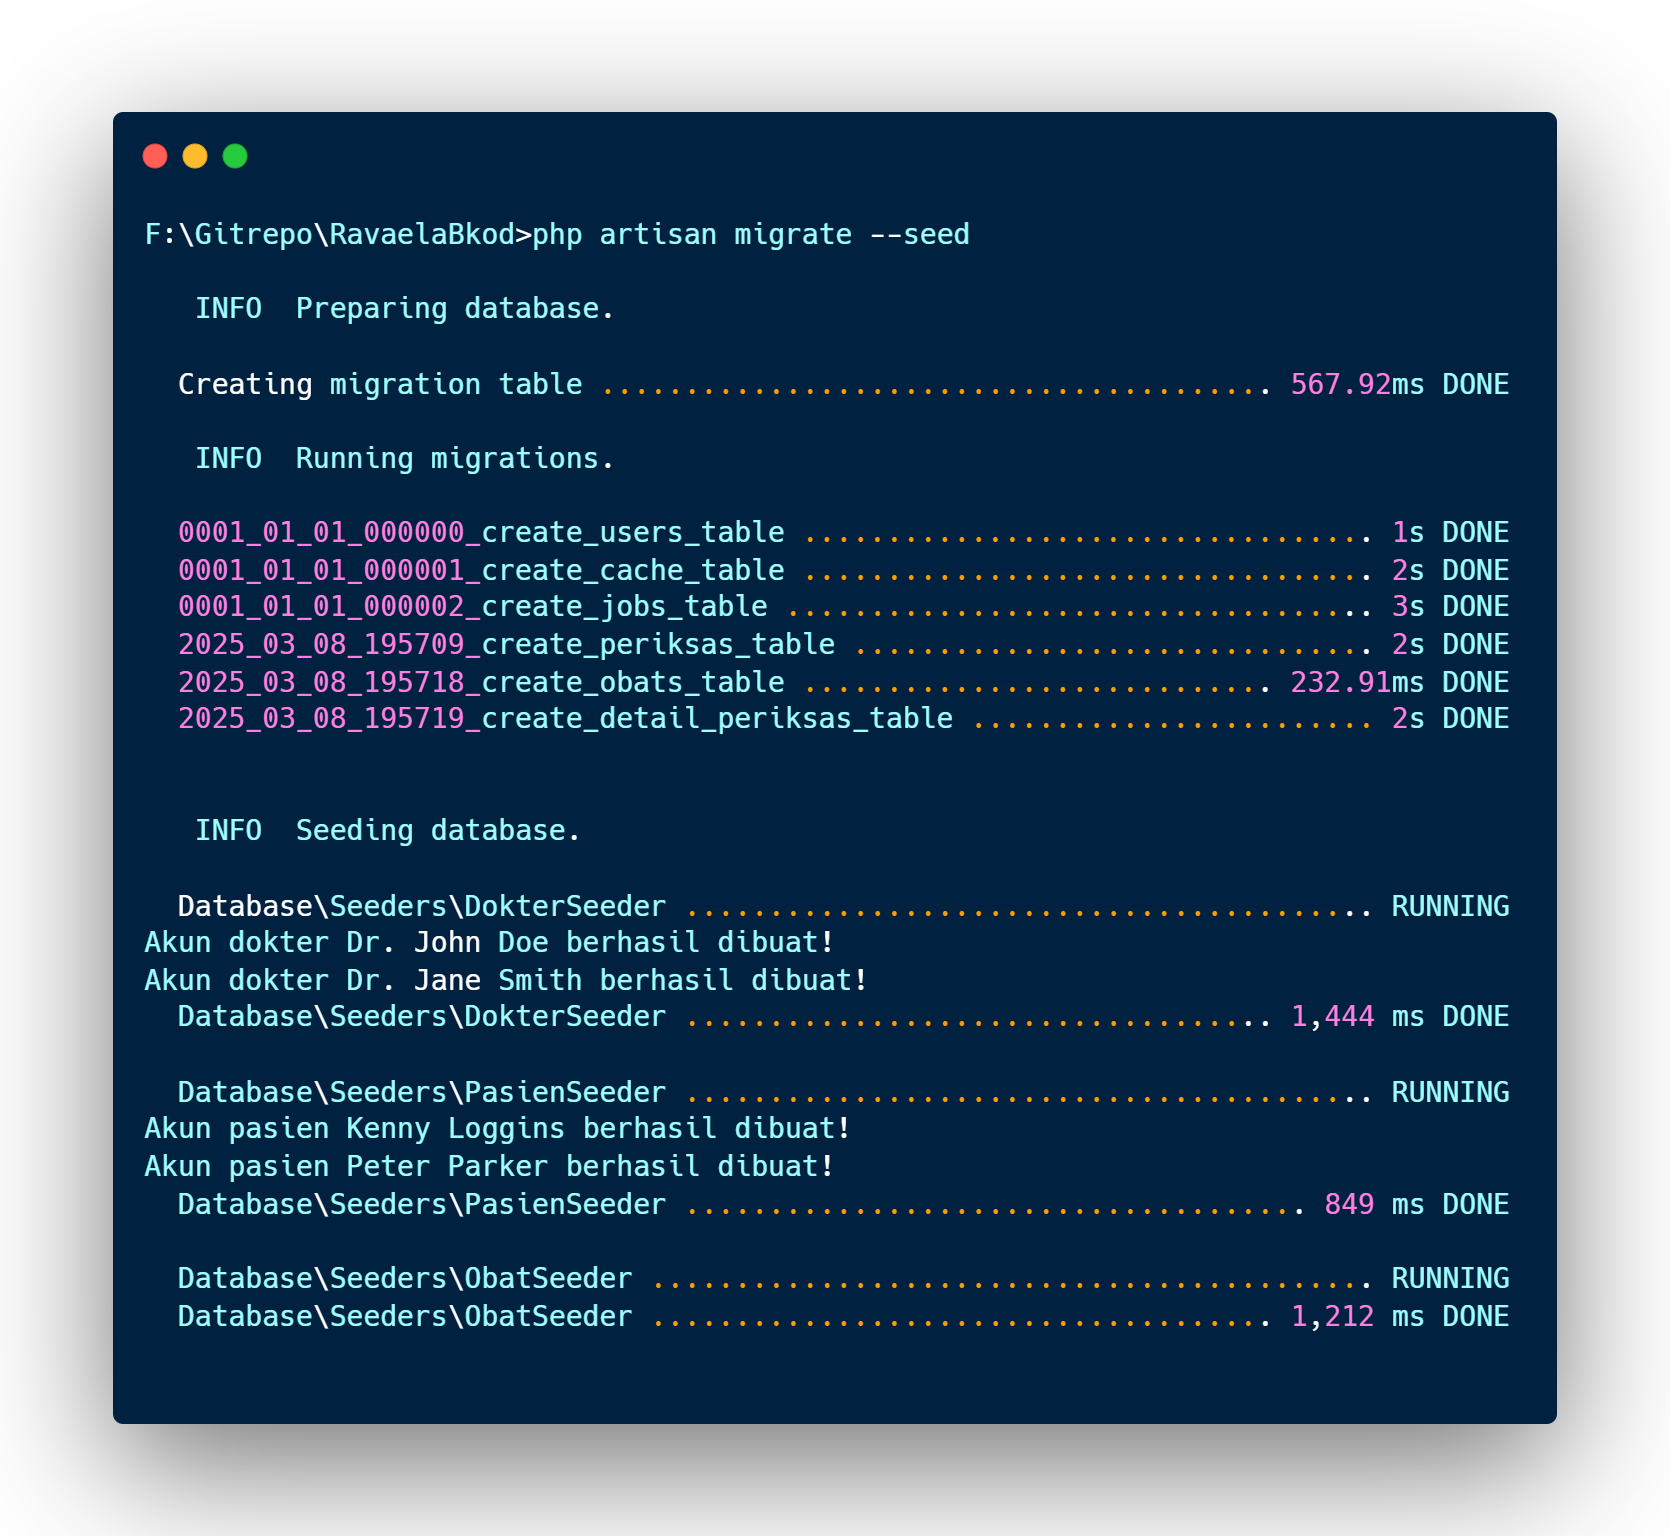 F:\Gitrepo\RavaelaBkod>php artisan migrate --seed
INFO  Preparing database.
Creating migration table ........................................ 567.92ms DONE
INFO  Running migrations.
0001_01_01_000000_create_users_table .................................. 1s DONE
0001_01_01_000001_create_cache_table .................................. 2s DONE
0001_01_01_000002_create_jobs_table ................................... 3s DONE
2025_03_08_195709_create_periksas_table ............................... 2s DONE
2025_03_08_195718_create_obats_table ............................ 232.91ms DONE
2025_03_08_195719_create_detail_periksas_table ........................ 2s DONE
INFO  Seeding database.
Database\Seeders\DokterSeeder ......................................... RUNNING
Akun dokter Dr. John Doe berhasil dibuat!
Akun dokter Dr. Jane Smith berhasil dibuat!
Database\Seeders\DokterSeeder ................................... 1,444 ms DONE
Database\Seeders\PasienSeeder ......................................... RUNNING
Akun pasien Kenny Loggins berhasil dibuat!
Akun pasien Peter Parker berhasil dibuat!
Database\Seeders\PasienSeeder ..................................... 849 ms DONE
Database\Seeders\ObatSeeder ........................................... RUNNING
Database\Seeders\ObatSeeder ..................................... 1,212 ms DONE